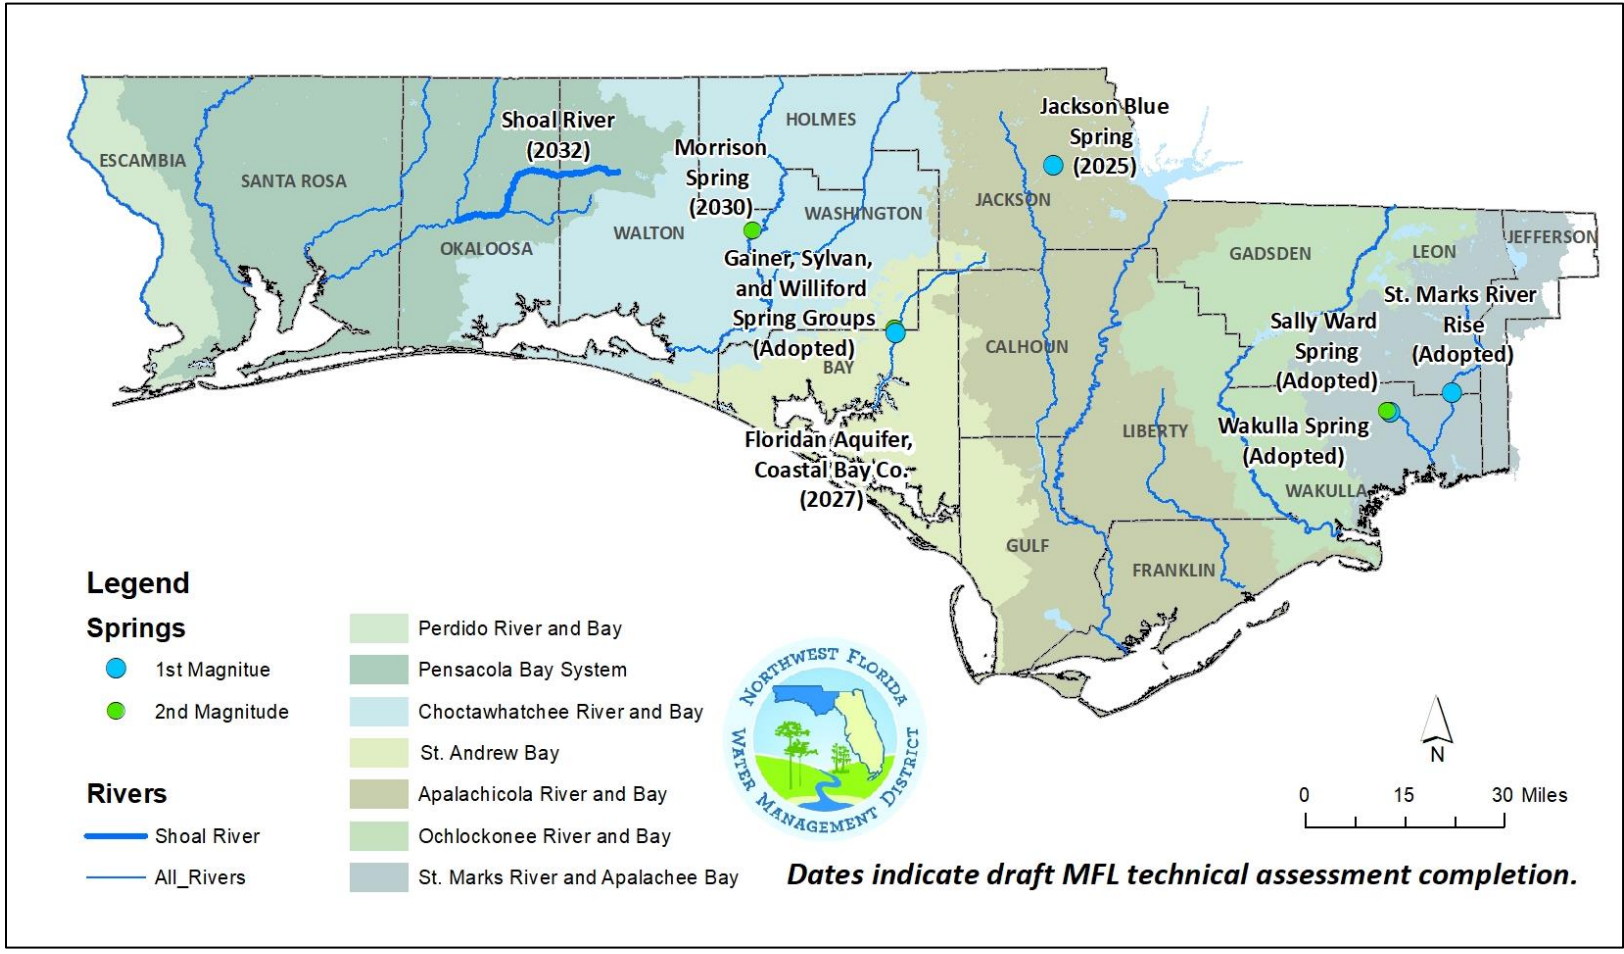 Shoal River
(2032)
Morrison
Spring
(2030)
Gainer, Sylvan,
and Williford
Spring Groups
(Adopted)
Jackson Blue
Spring
(2025)
Floridan Aquifer,
Coastal Bay Co.
(2027)
Sally Ward
Spring
(Adopted)
St. Marks River
Rise
(Adopted)
Wakulla Spring
(Adopted)
ESCAMBIA
SANTA ROSA
OKALOOSA
WALTON
HOLMES
WASHINGTON
BAY
JACKSON
CALHOUN
GULF
LIBERTY
FRANKLIN
GADSDEN
LEON
JEFFERSON
WAKULLA
Legend
Springs
1st Magnitue
2nd Magnitude
Rivers
Shoal River
All_Rivers
Perdido River and Bay
Pensacola Bay System
Choctawhatchee River and Bay
St. Andrew Bay
Apalachicola River and Bay
Ochlockonee River and Bay
St. Marks River and Apalachee Bay
NORTHWEST FLORIDA
WATER MANAGEMENT DISTRICT
N
0 15 30 Miles
Dates indicate draft MFL technical assessment completion.